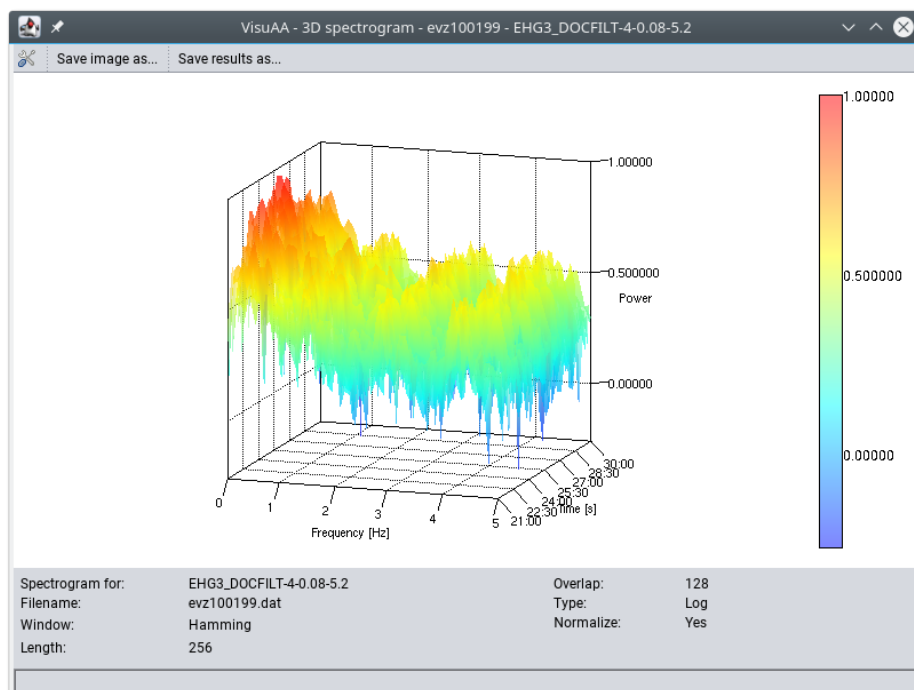 VisuAA - 3D spectrogram - evz100199 - EHG3_DOCFILT-4-0.08-5.2
Save image as... Save results as...
1.00000
1.00000
0.500000
0.500000
Power
0.00000
0.00000
30:00
28:30
27:00
25:30
24:00
22:30
21:00
Time [s]
0 1 2 3 4 5
Frequency [Hz]
Spectrogram for: EHG3_DOCFILT-4-0.08-5.2 Overlap: 128
Filename: evz100199.dat Type: Log
Window: Hamming Normalize: Yes
Length: 256